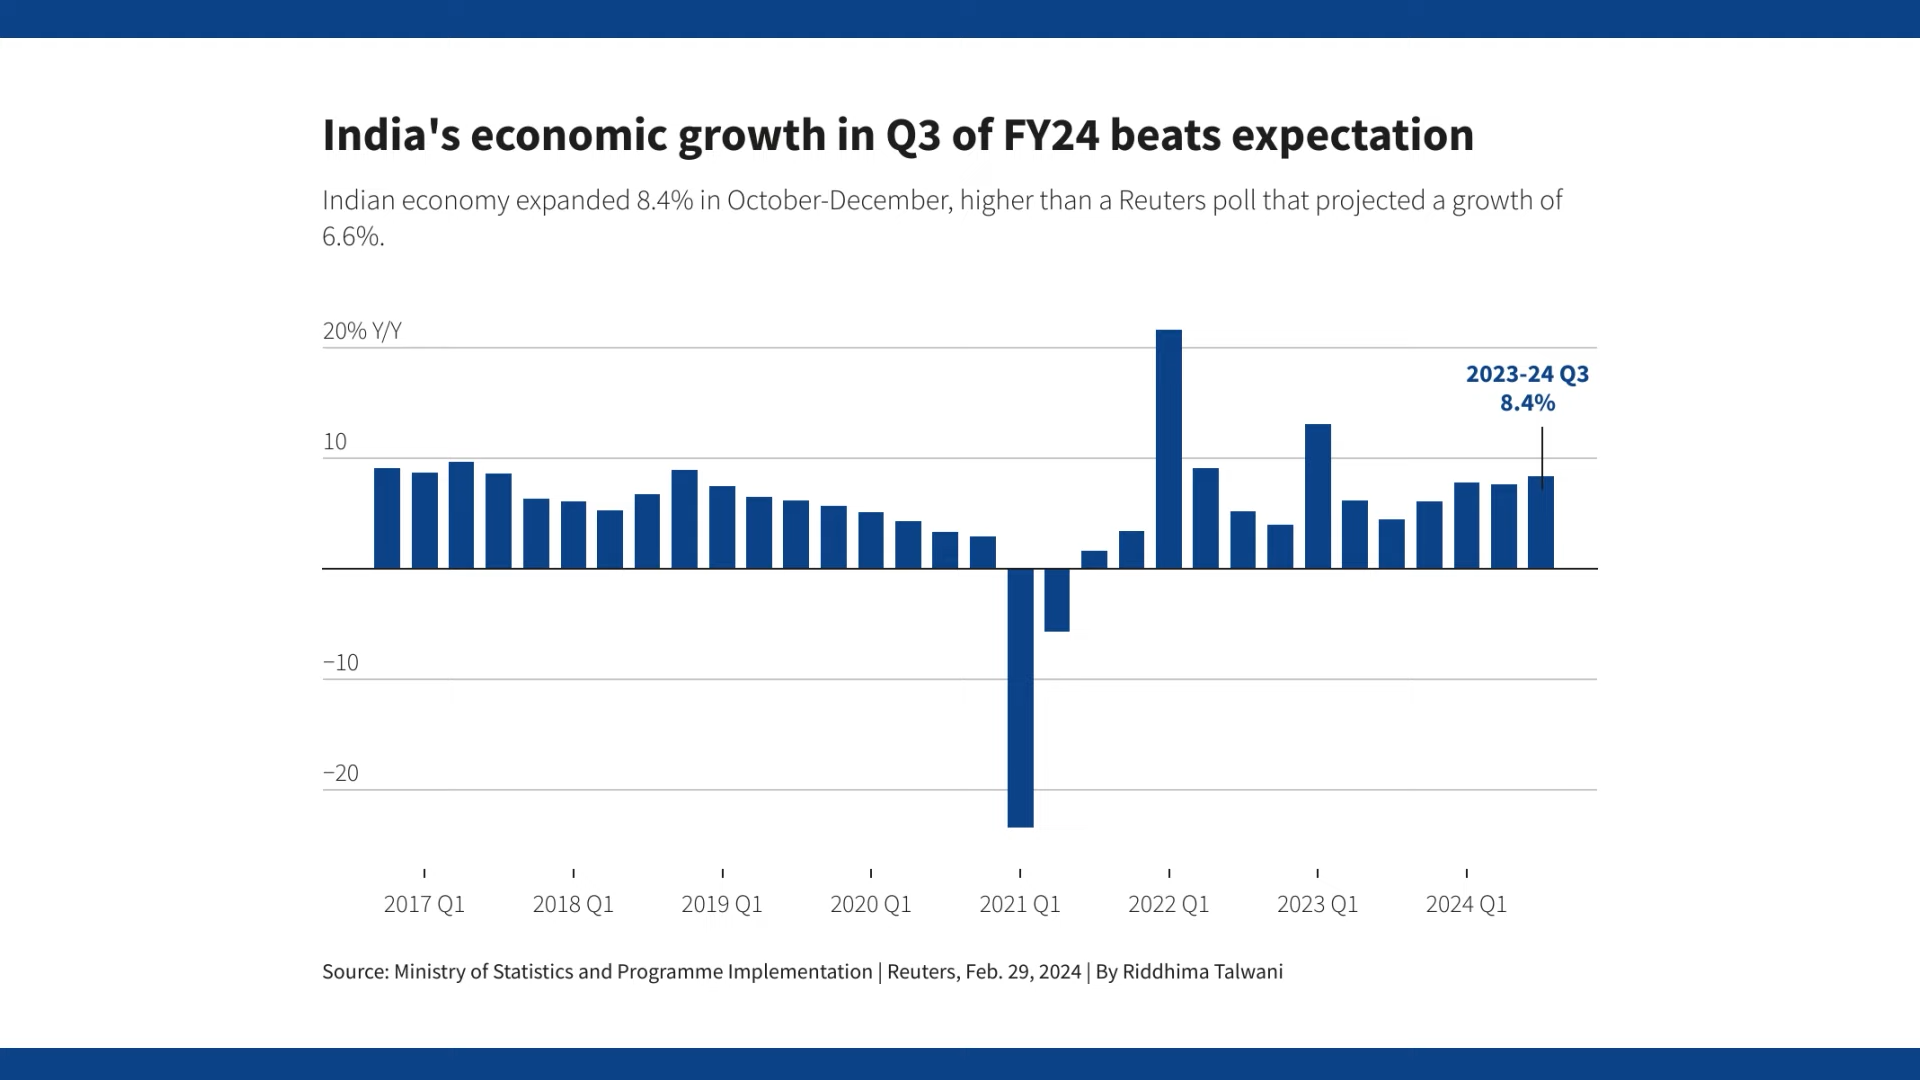 India's economic growth in Q3 of FY24 beats expectation
Indian economy expanded 8.4% in October-December, higher than a Reuters poll that projected a growth of
6.6%.
20% Y/Y
2023-24 Q3
8.4%
10
−10
−20
2017 Q1
2018 Q1
2019 Q1
2020 Q1
2021 Q1
2022 Q1
2023 Q1
2024 Q1
Source: Ministry of Statistics and Programme Implementation | Reuters, Feb. 29, 2024 | By Riddhima Talwani